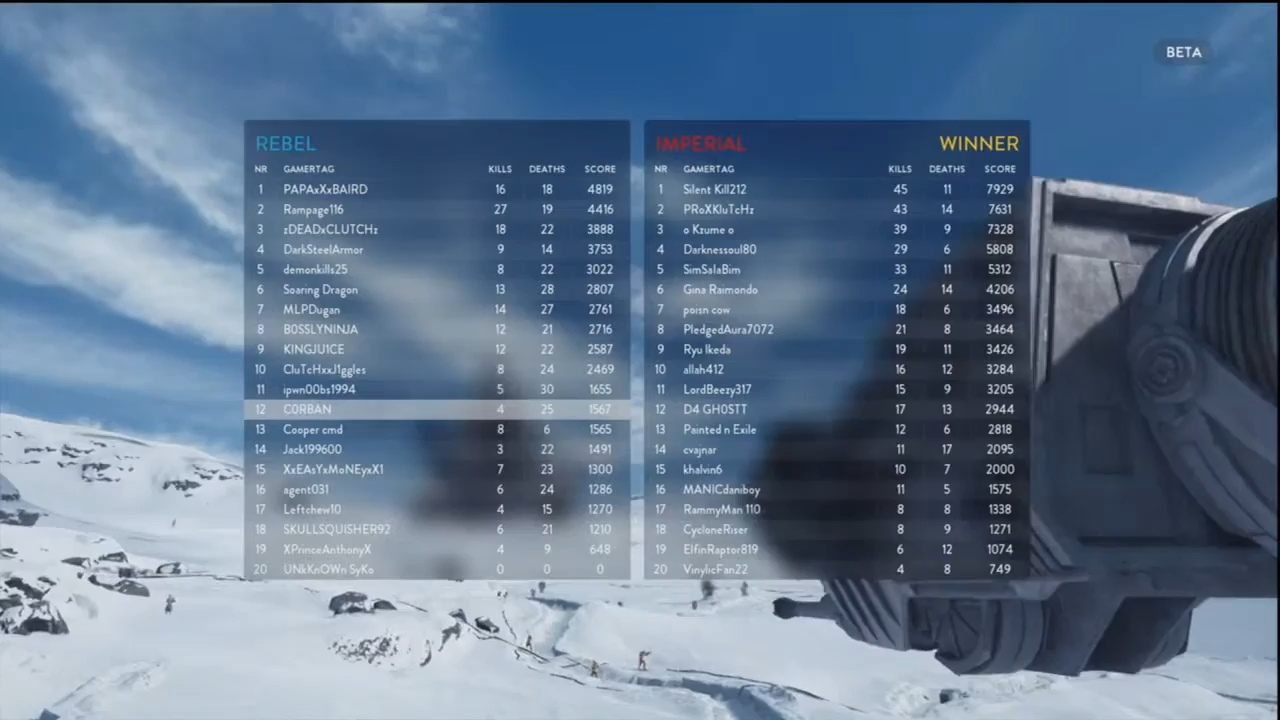 BETA
REBEL
NR GAMERTAG KILLS DEATHS SCORE
1 PAPAxXxBAIRD 16 18 4819
2 Rampage116 27 19 4416
3 zDEADxCLUTCHz 18 22 3888
4 DarkSteelArmor 9 14 3753
5 demonkills25 8 22 3022
6 Soaring Dragon 13 28 2807
7 MLPDugan 14 27 2761
8 B0SSLYNINJA 12 21 2716
9 KINGJU1CE 12 22 2587
10 CluTcHxxJ1ggles 8 24 2469
11 ipwn00bs1994 5 30 1655
12 C0RBAN 4 25 1567
13 Cooper cmd 8 6 1565
14 Jack199600 3 22 1491
15 XxEAsYxMoNEyxX1 7 23 1300
16 agent031 6 24 1286
17 Leftchew10 4 15 1270
18 SKULLSQUISHER92 6 21 1210
19 XPrinceAnthonyX 4 9 648
20 UNkKnOWn SyKo 0 0 0
IMPERIAL WINNER
NR GAMERTAG KILLS DEATHS SCORE
1 Silent Kill212 45 11 7929
2 PRoXKluTcHz 43 14 7631
3 o Kzume o 39 9 7328
4 Darknessoul80 29 6 5808
5 SimSalaBim 33 11 5312
6 Gina Raimondo 24 14 4206
7 poisn cow 18 6 3496
8 PledgedAura7072 21 8 3464
9 Ryu Ikeda 19 11 3426
10 allah412 16 12 3284
11 LordBeezy317 15 9 3205
12 D4 GH0STT 17 13 2944
13 Painted n Exile 12 6 2818
14 cvajnar 11 17 2095
15 khalvin6 10 7 2000
16 MANICdaniboy 11 5 1575
17 RammyMan 110 8 8 1338
18 CycloneRiser 8 9 1271
19 ElfinRaptor819 6 12 1074
20 VinylicFan22 4 8 749